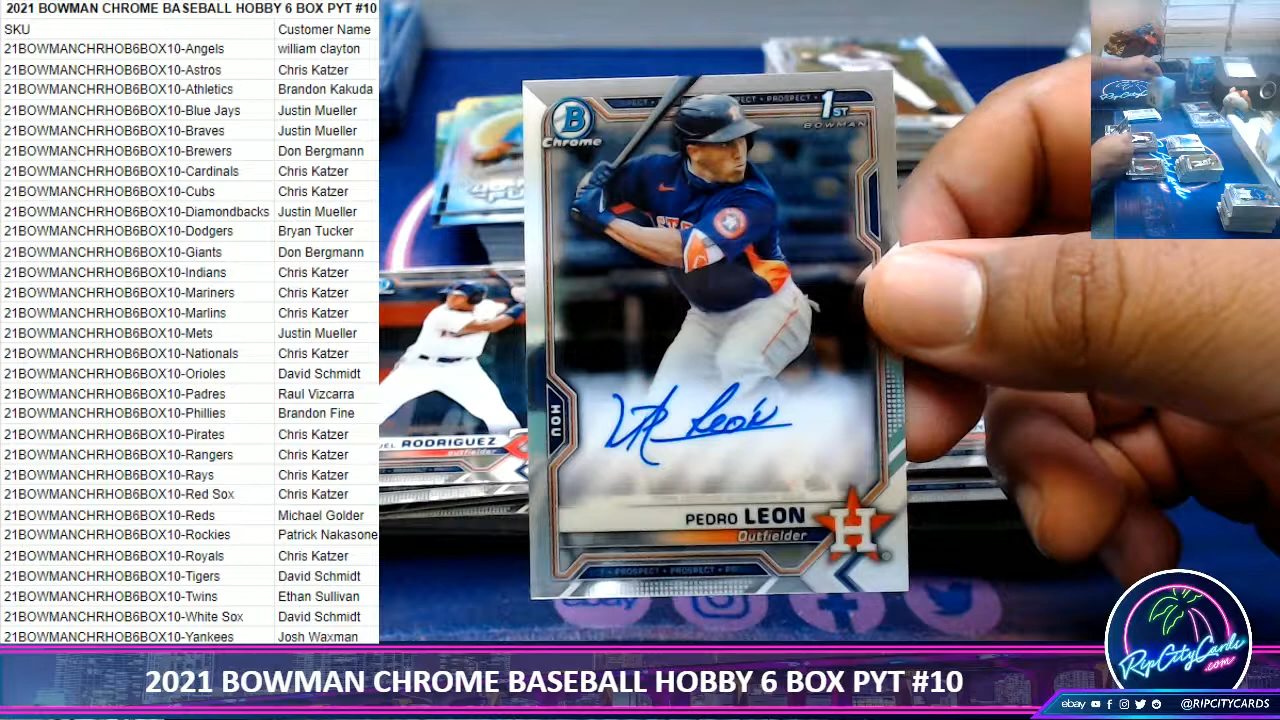 2021 BOWMAN CHROME BASEBALL HOBBY 6 BOX PYT #10
SKU Customer Name
21BOWMANCHRHOB6BOX10-Angels william clayton
21BOWMANCHRHOB6BOX10-Astros Chris Katzer
21BOWMANCHRHOB6BOX10-Athletics Brandon Kakuda
21BOWMANCHRHOB6BOX10-Blue Jays Justin Mueller
21BOWMANCHRHOB6BOX10-Braves Justin Mueller
21BOWMANCHRHOB6BOX10-Brewers Don Bergmann
21BOWMANCHRHOB6BOX10-Cardinals Chris Katzer
21BOWMANCHRHOB6BOX10-Cubs Chris Katzer
21BOWMANCHRHOB6BOX10-Diamondbacks Justin Mueller
21BOWMANCHRHOB6BOX10-Dodgers Bryan Tucker
21BOWMANCHRHOB6BOX10-Giants Don Bergmann
21BOWMANCHRHOB6BOX10-Indians Chris Katzer
21BOWMANCHRHOB6BOX10-Mariners Chris Katzer
21BOWMANCHRHOB6BOX10-Marlins Chris Katzer
21BOWMANCHRHOB6BOX10-Mets Justin Mueller
21BOWMANCHRHOB6BOX10-Nationals Chris Katzer
21BOWMANCHRHOB6BOX10-Orioles David Schmidt
21BOWMANCHRHOB6BOX10-Padres Raul Vizcarra
21BOWMANCHRHOB6BOX10-Phillies Brandon Fine
21BOWMANCHRHOB6BOX10-Pirates Chris Katzer
21BOWMANCHRHOB6BOX10-Rangers Chris Katzer
21BOWMANCHRHOB6BOX10-Rays Chris Katzer
21BOWMANCHRHOB6BOX10-Red Sox Chris Katzer
21BOWMANCHRHOB6BOX10-Reds Michael Golder
21BOWMANCHRHOB6BOX10-Rockies Patrick Nakasone
21BOWMANCHRHOB6BOX10-Royals Chris Katzer
21BOWMANCHRHOB6BOX10-Tigers David Schmidt
21BOWMANCHRHOB6BOX10-Twins Ethan Sullivan
21BOWMANCHRHOB6BOX10-White Sox David Schmidt
21BOWMANCHRHOB6BOX10-Yankees Josh Waxman
B
Chrome
PROSPECT
1ST
BOWMAN
HOU
Leon
PEDRO LEON
Outfielder
H
PROSPECT
RODRIGUEZ
Outfielder
ebay
RipCityCards
.com
2021 BOWMAN CHROME BASEBALL HOBBY 6 BOX PYT #10
ebay @RIPCITYCARDS